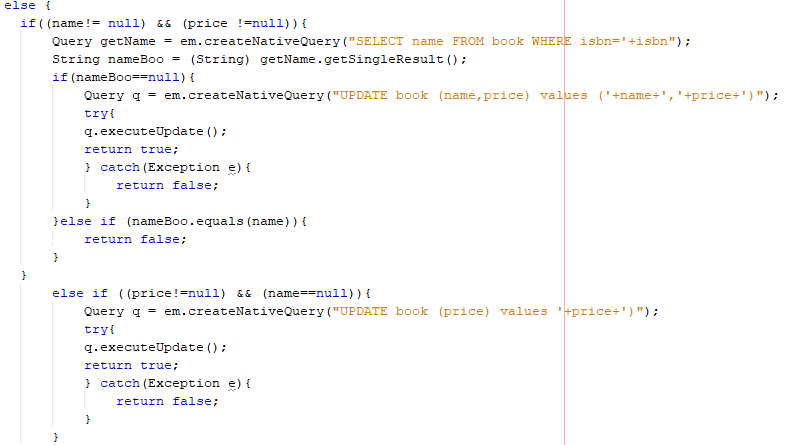 else {
if((name!= null) && (price !=null)){
Query getName = em.createNativeQuery("SELECT name FROM book WHERE isbn='+isbn");
String nameBoo = (String) getName.getSingleResult();
if(nameBoo==null){
Query q = em.createNativeQuery("UPDATE book (name,price) values ('+name+','+price+')");
try{
q.executeUpdate();
return true;
} catch(Exception e){
return false;
}
}else if (nameBoo.equals(name)){
return false;
}
}
else if ((price!=null) && (name==null)){
Query q = em.createNativeQuery("UPDATE book (price) values '+price+')");
try{
q.executeUpdate();
return true;
} catch(Exception e){
return false;
}
}